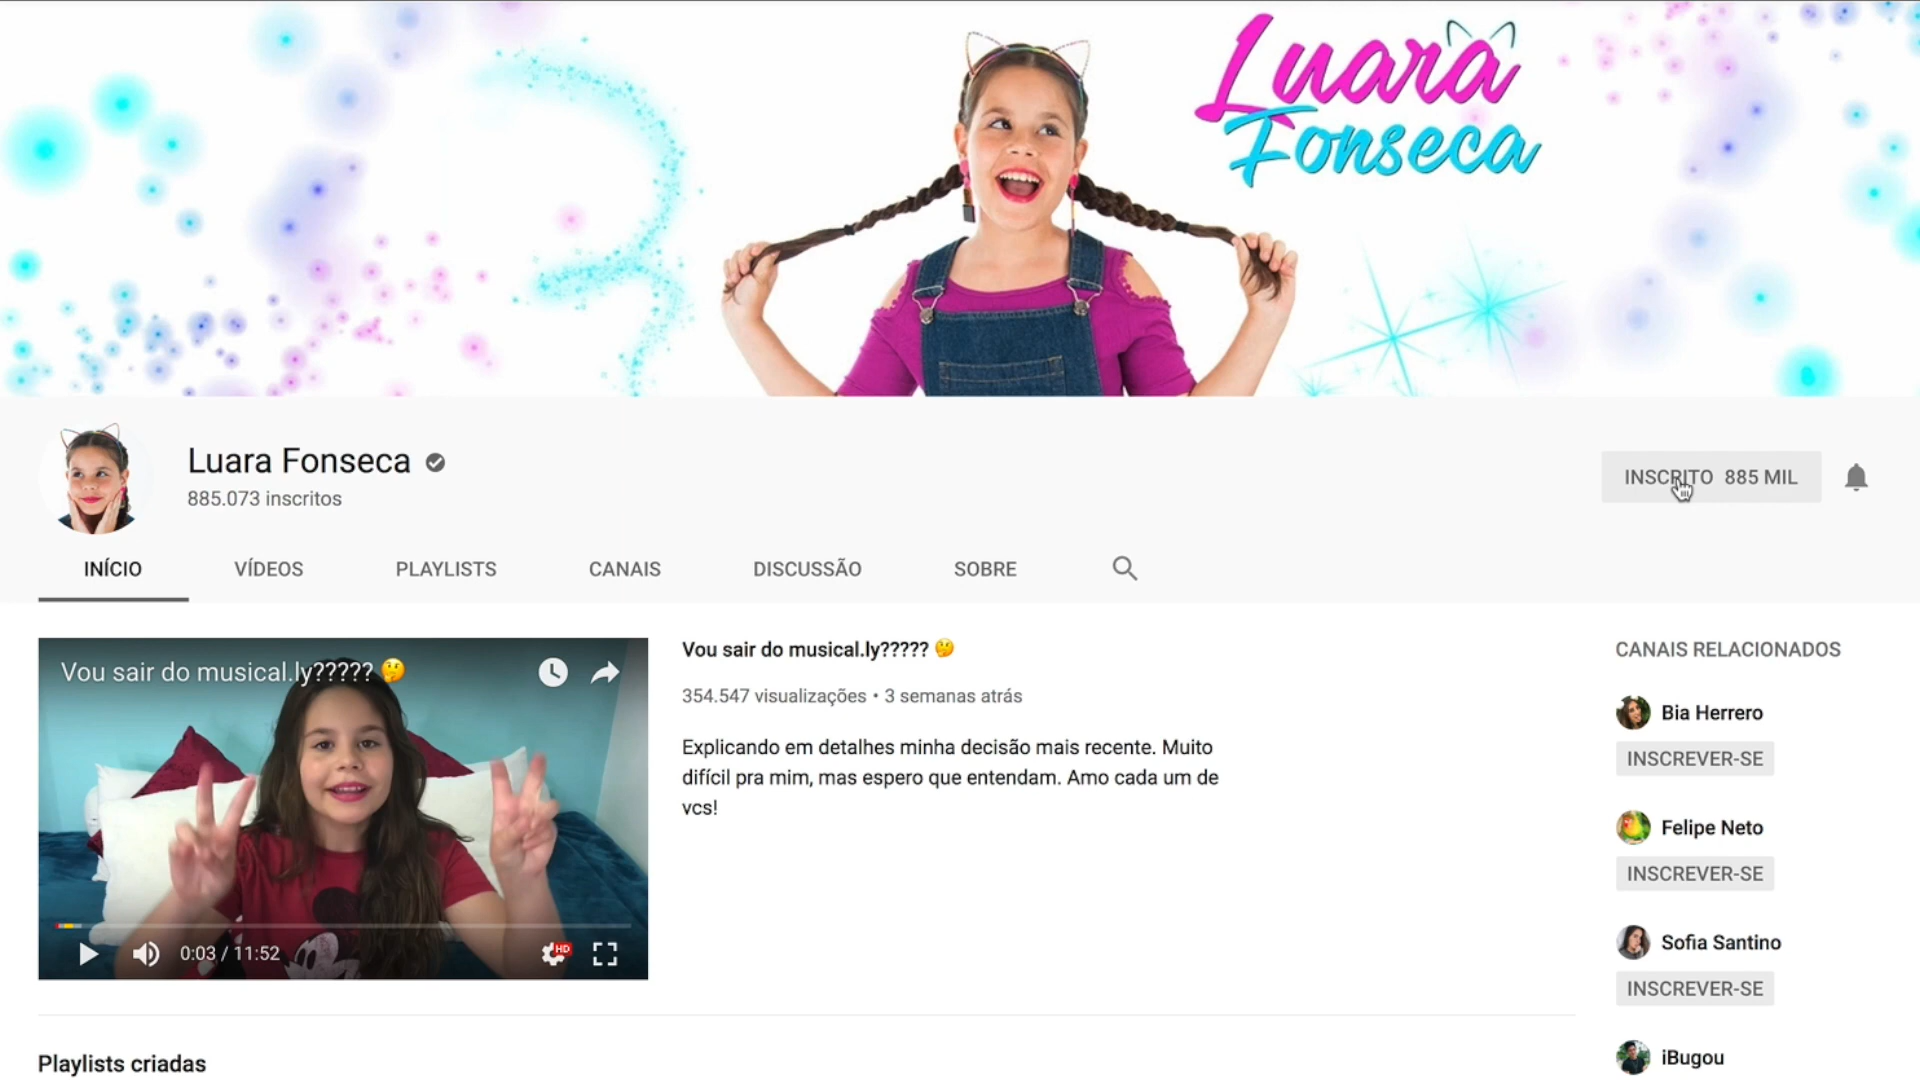 Luara
Fonseca
Luara Fonseca
885.073 inscritos
INSCRITO 885 MIL
INÍCIO VÍDEOS PLAYLISTS CANAIS DISCUSSÃO SOBRE
Vou sair do musical.ly????? 🤔
0:03 / 11:52
HD
Vou sair do musical.ly????? 🤔
354.547 visualizações • 3 semanas atrás
Explicando em detalhes minha decisão mais recente. Muito
difícil pra mim, mas espero que entendam. Amo cada um de
vcs!
CANAIS RELACIONADOS
Bia Herrero
INSCREVER-SE
Felipe Neto
INSCREVER-SE
Sofia Santino
INSCREVER-SE
iBugou
Playlists criadas